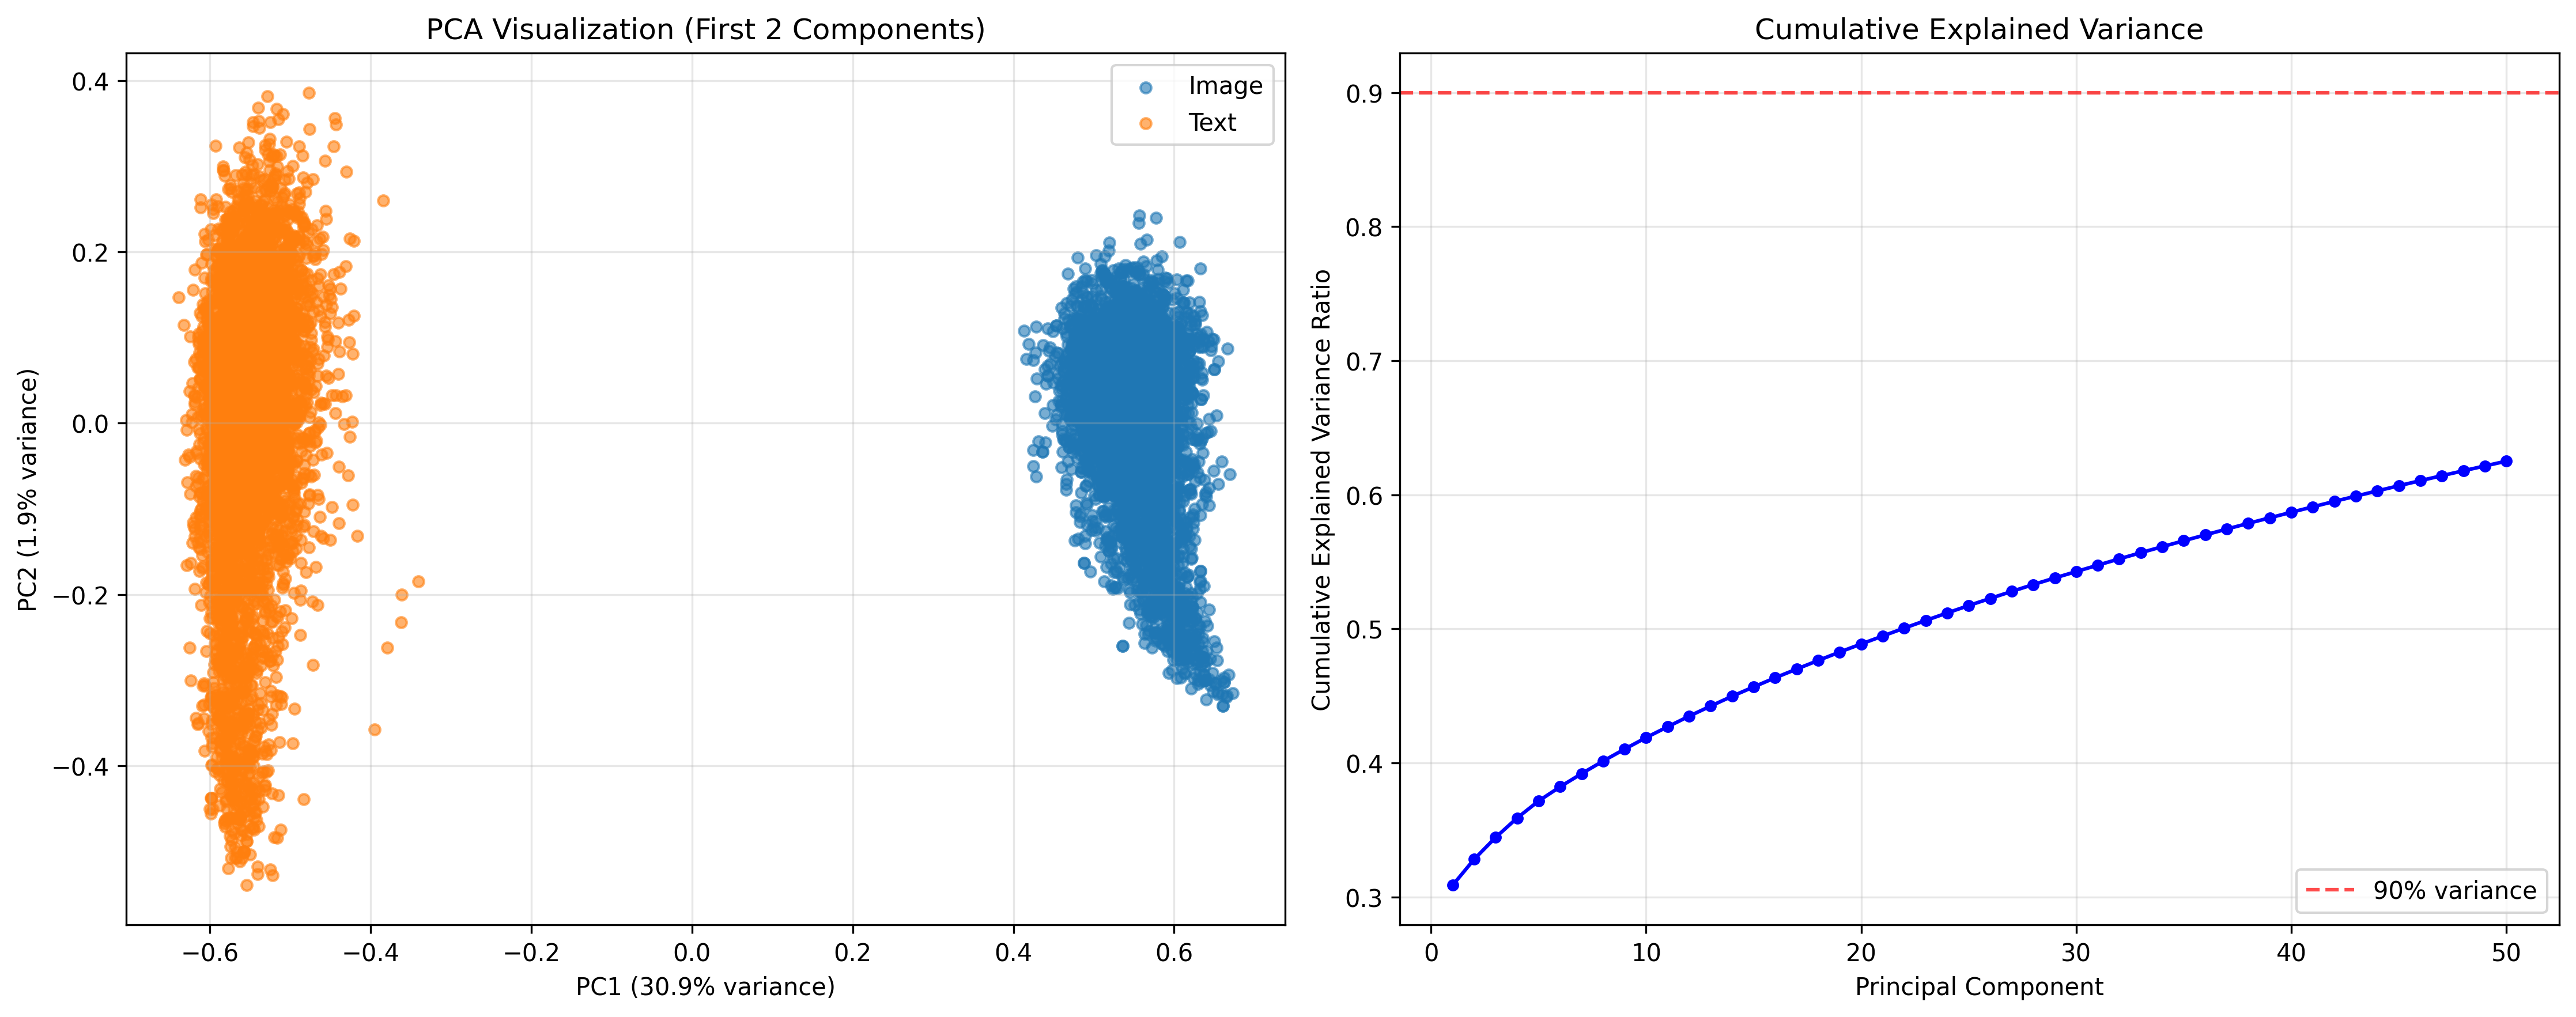 PCA Visualization (First 2 Components)
Image
Text
0.4
0.2
0.0
−0.2
−0.4
PC2 (1.9% variance)
−0.6
−0.4
−0.2
0.0
0.2
0.4
0.6
PC1 (30.9% variance)
Cumulative Explained Variance
0.9
0.8
0.7
0.6
0.5
0.4
0.3
Cumulative Explained Variance Ratio
90% variance
0
10
20
30
40
50
Principal Component